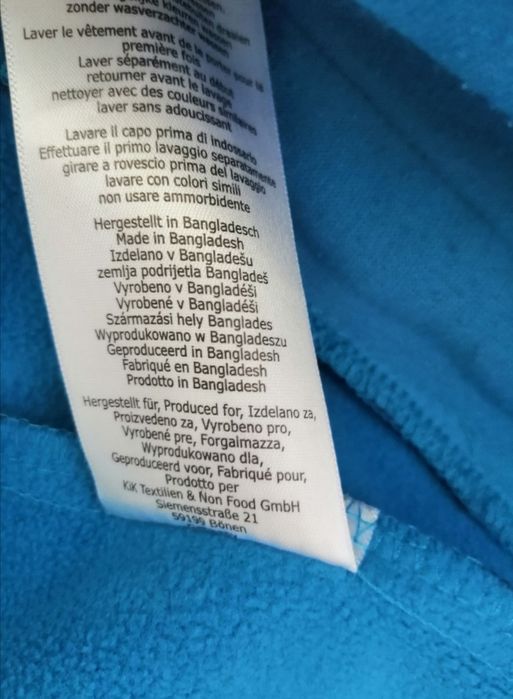 zonder wasverzachter wassen
Laver le vêtement avant de le porter pour la
première fois
Laver séparément au début
retourner avant le lavage
nettoyer avec des couleurs similaires
laver sans adoucissant
Lavare il capo prima di indossarlo
Effettuare il primo lavaggio separatamente
girare a rovescio prima del lavaggio
lavare con colori simili
non usare ammorbidente
Hergestellt in Bangladesch
Made in Bangladesh
Izdelano v Bangladešu
zemlja podrijetla Bangladeš
Vyrobeno v Bangladéši
Vyrobené v Bangladéši
Származási hely Banglades
Wyprodukowano w Bangladeszu
Geproduceerd in Bangladesh
Fabriqué en Bangladesh
Prodotto in Bangladesh
Hergestellt für, Produced for, Izdelano za,
Proizvedeno za, Vyrobeno pro,
Vyrobené pre, Forgalmazza,
Wyprodukowano dla,
Geproduceerd voor, Fabriqué pour,
Prodotto per
KiK Textilien & Non Food GmbH
Siemensstraße 21
59199 Bönen